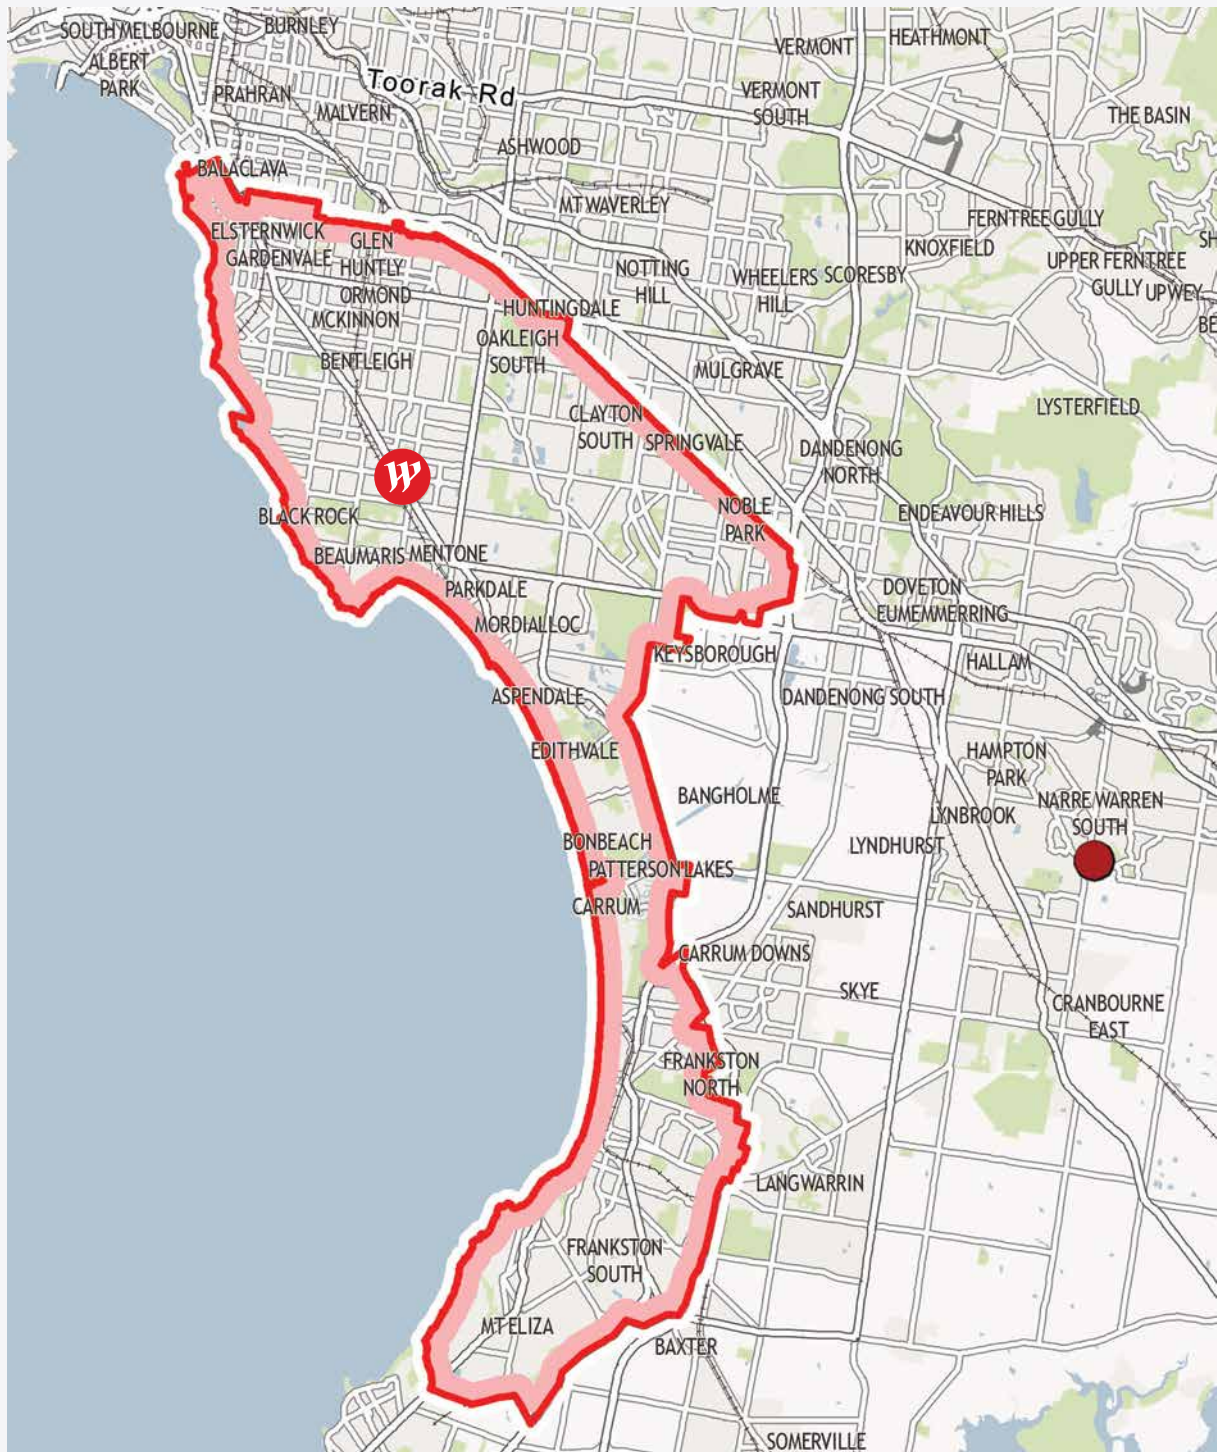 BURNLEY
SOUTH MELBOURNE
HEATHMONT
VERMONT
ALBERT
PARK
Toorak Rd
PRAHRAN
VERMONT
SOUTH
MALVERN
THE BASIN
ASHWOOD
BALACLAVA
MT WAVERLEY
FERNTREE GULLY
ELSTERNWICK
GLEN
HUNTLY
KNOXFIELD
GARDENVALE
UPPER FERNTREE
GULLY
UPWEY
NOTTING
HILL
WHEELERS
HILL
SCORESBY
ORMOND
HUNTINGDALE
MCKINNON
OAKLEIGH
SOUTH
BENTLEIGH
MULGRAVE
LYSTERFIELD
CLAYTON
SOUTH
SPRINGVALE
DANDENONG
NORTH
W
NOBLE
PARK
ENDEAVOUR HILLS
BLACK ROCK
BEAUMARIS
MENTONE
PARKDALE
DOVETON
EUMEMMERRING
MORDIALLOC
KEYSBOROUGH
HALLAM
ASPENDALE
DANDENONG SOUTH
EDITHVALE
HAMPTON
PARK
BANGHOLME
NARRE WARREN
SOUTH
LYNBROOK
BONBEACH
LYNDHURST
PATTERSON LAKES
CARRUM
SANDHURST
CARRUM DOWNS
SKYE
CRANBOURNE
EAST
FRANKSTON
NORTH
LANGWARRIN
FRANKSTON
SOUTH
MT ELIZA
BAXTER
SOMERVILLE